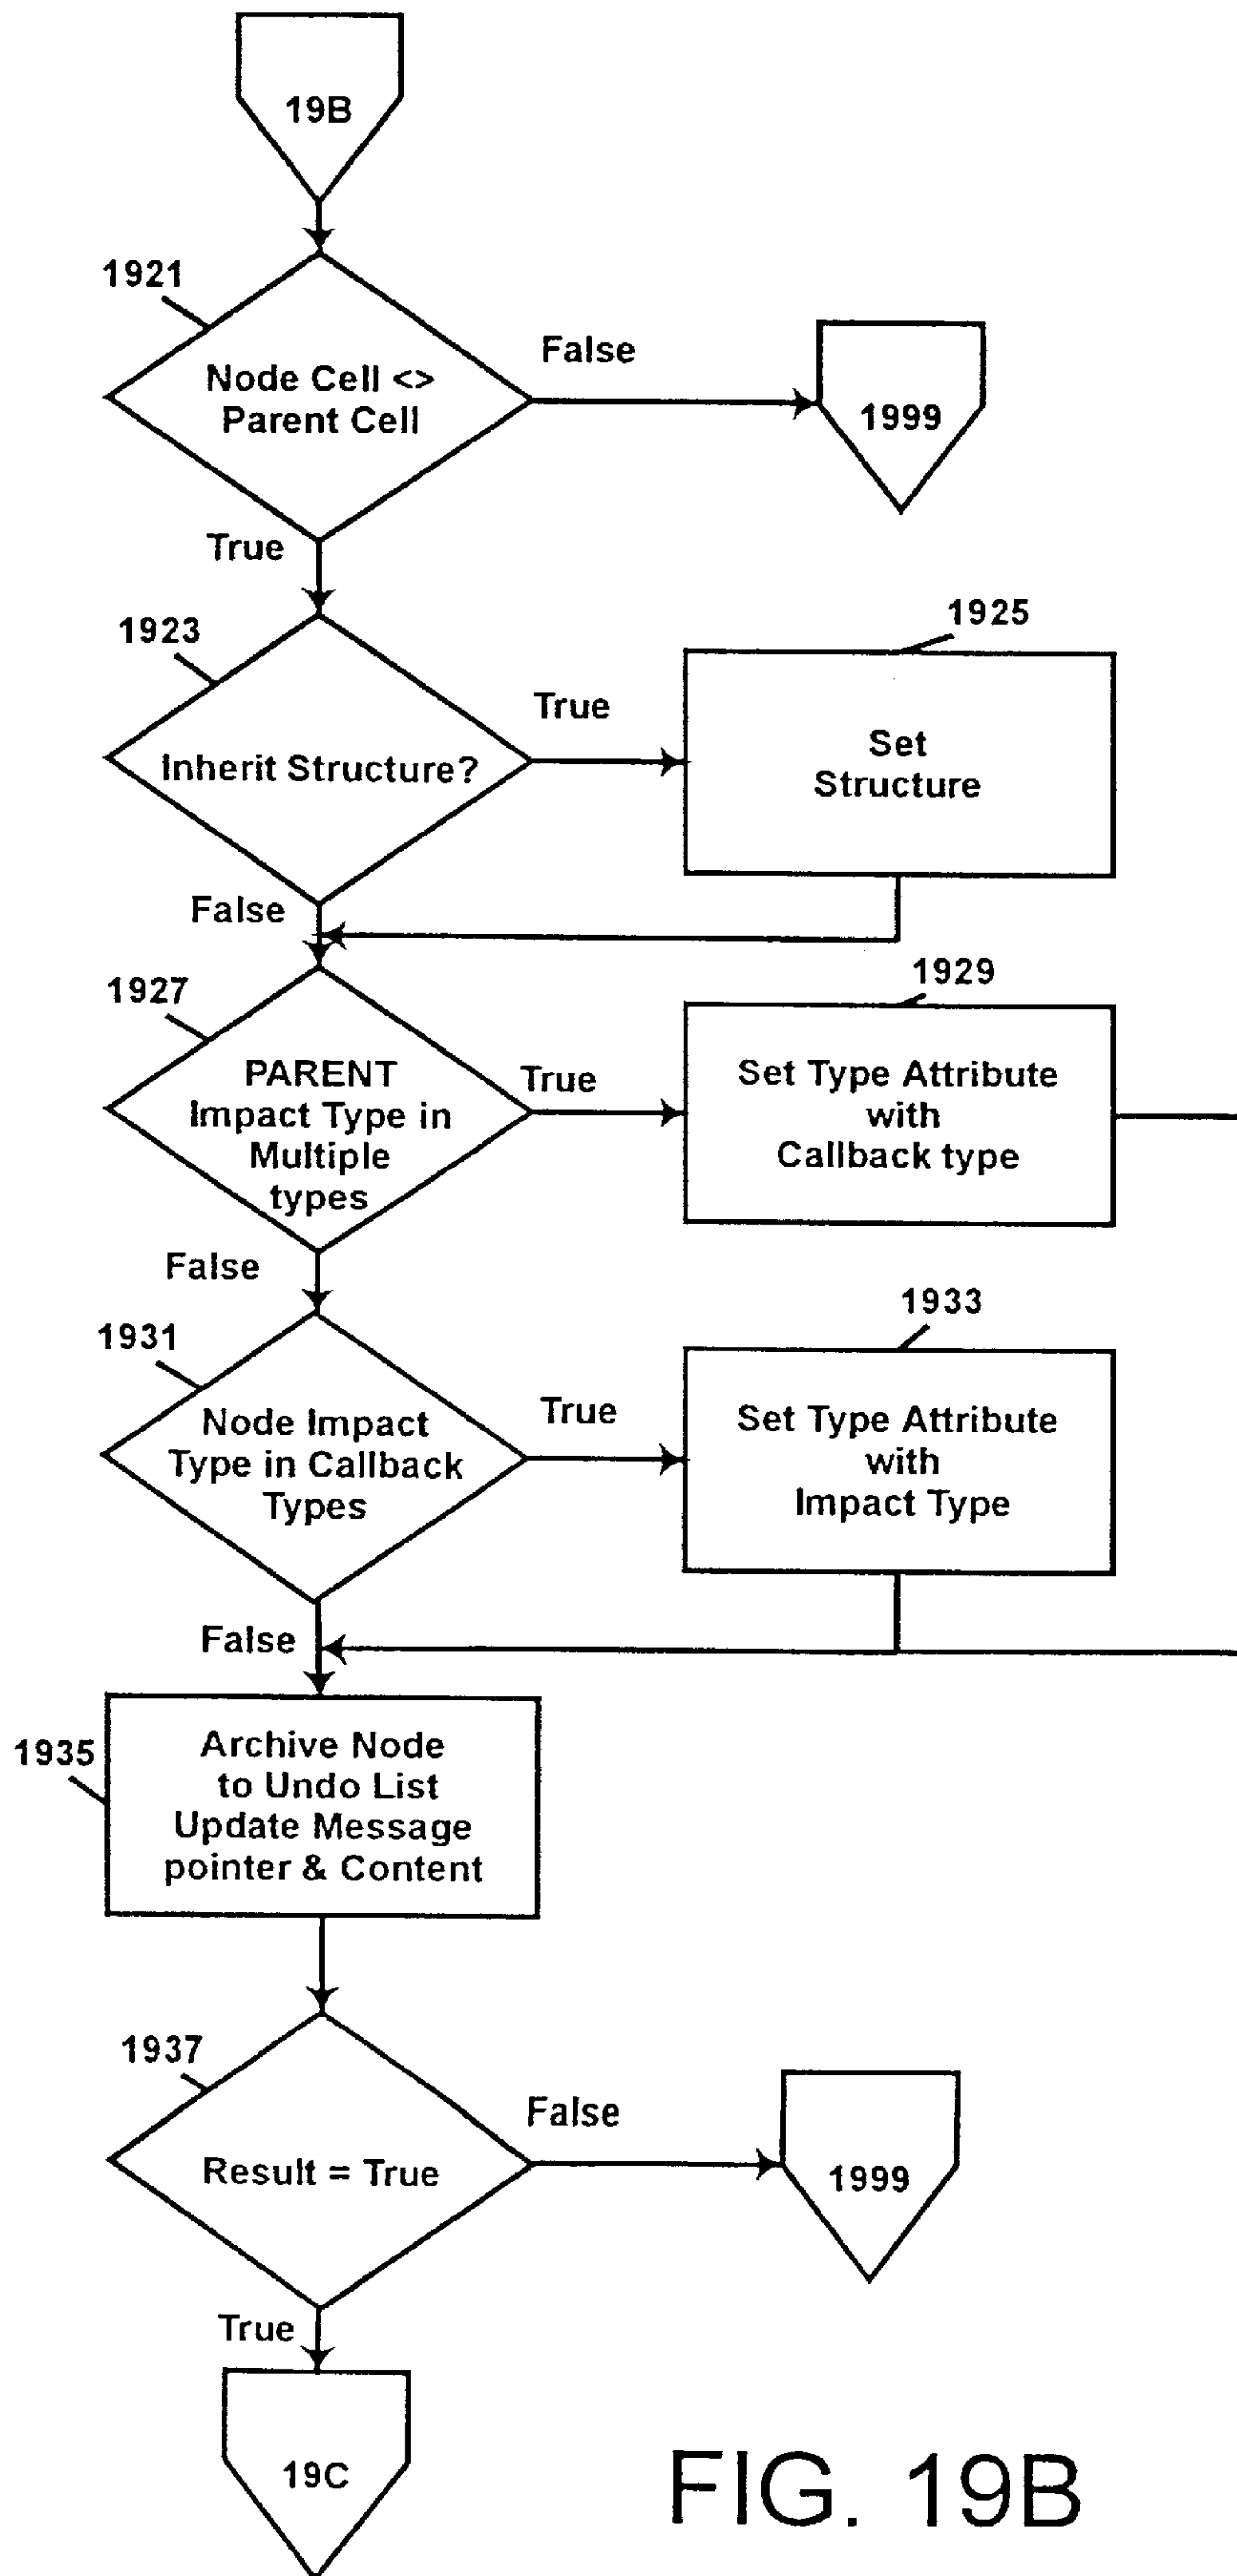 19B
1921
Node Cell <>
Parent Cell
False
1999
True
1923
Inherit Structure?
True
1925
Set
Structure
False
1927
PARENT
Impact Type in
Multiple
types
True
1929
Set Type Attribute
with
Callback type
False
1931
Node Impact
Type in Callback
Types
True
1933
Set Type Attribute
with
Impact Type
False
1935
Archive Node
to Undo List
Update Message
pointer & Content
1937
Result = True
False
1999
True
19C
FIG. 19B